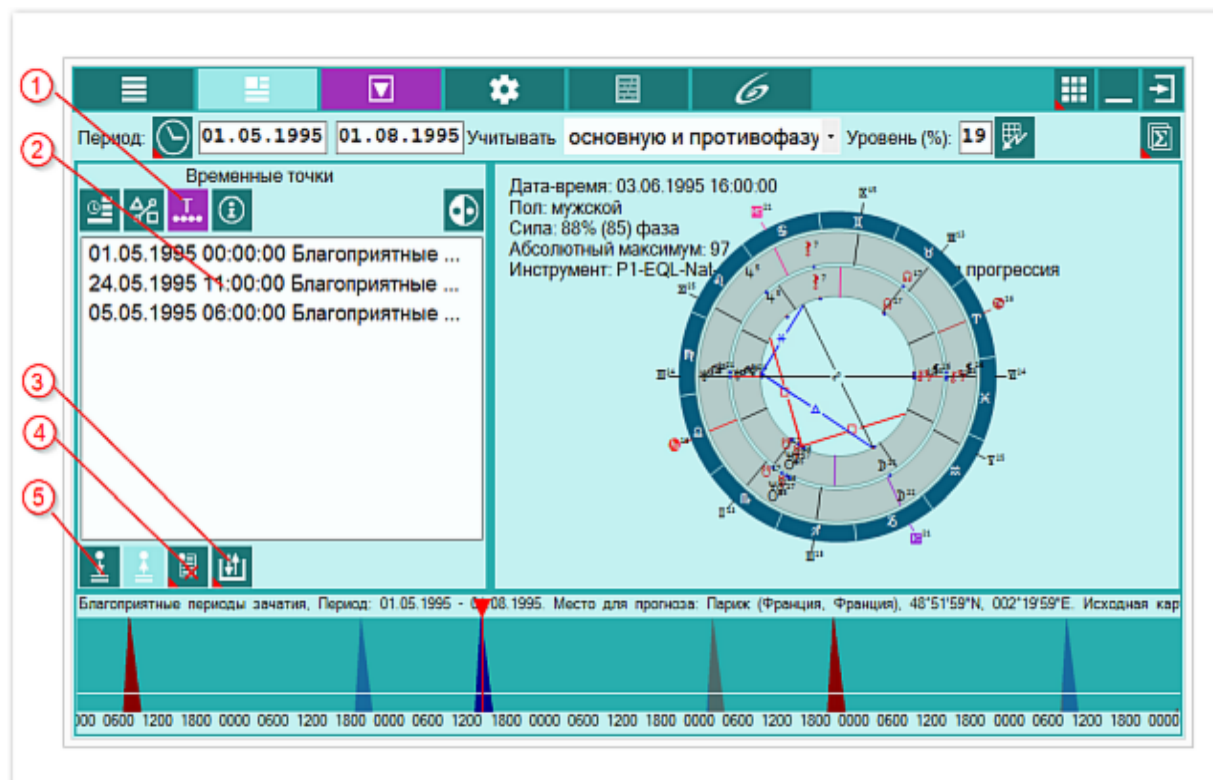 1
Период: 01.05.1995 01.08.1995 Учитывать основную и противофазу Уровень (%): 19
2
Временные точки
T
01.05.1995 00:00:00 Благоприятные ...
24.05.1995 11:00:00 Благоприятные ...
05.05.1995 06:00:00 Благоприятные ...
Дата-время: 03.06.1995 16:00:00
Пол: мужской
Сила: 88% (85) фаза
Абсолютный максимум: 97
Инструмент: P1-EQL-Nat- прогрессия
3
4
5
Благоприятные периоды зачатия, Период: 01.05.1995 - 08.1995. Место для прогноза: Париж (Франция, Франция), 48°51'59"N, 002°19'59"E. Исходная кар
000 0600 1200 1800 0000 0600 1200 1800 0000 0600 1200 1800 0000 0600 1200 1800 0000 0600 1200 1800 0000 0600 1200 1800 0000 0600 1200 1800 0000